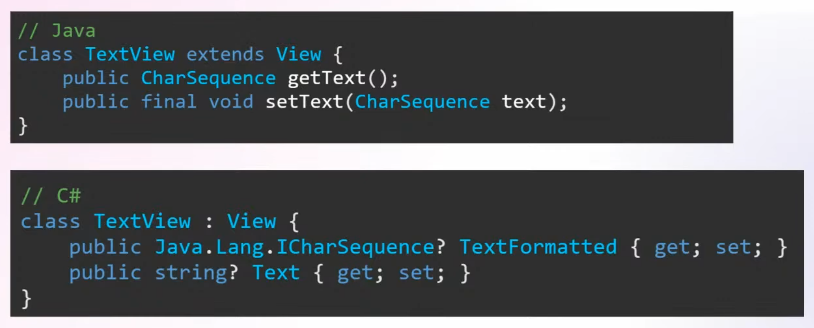 // Java
class TextView extends View {
    public CharSequence getText();
    public final void setText(CharSequence text);
}
// C#
class TextView : View {
    public Java.Lang.ICharSequence? TextFormatted { get; set; }
    public string? Text { get; set; }
}